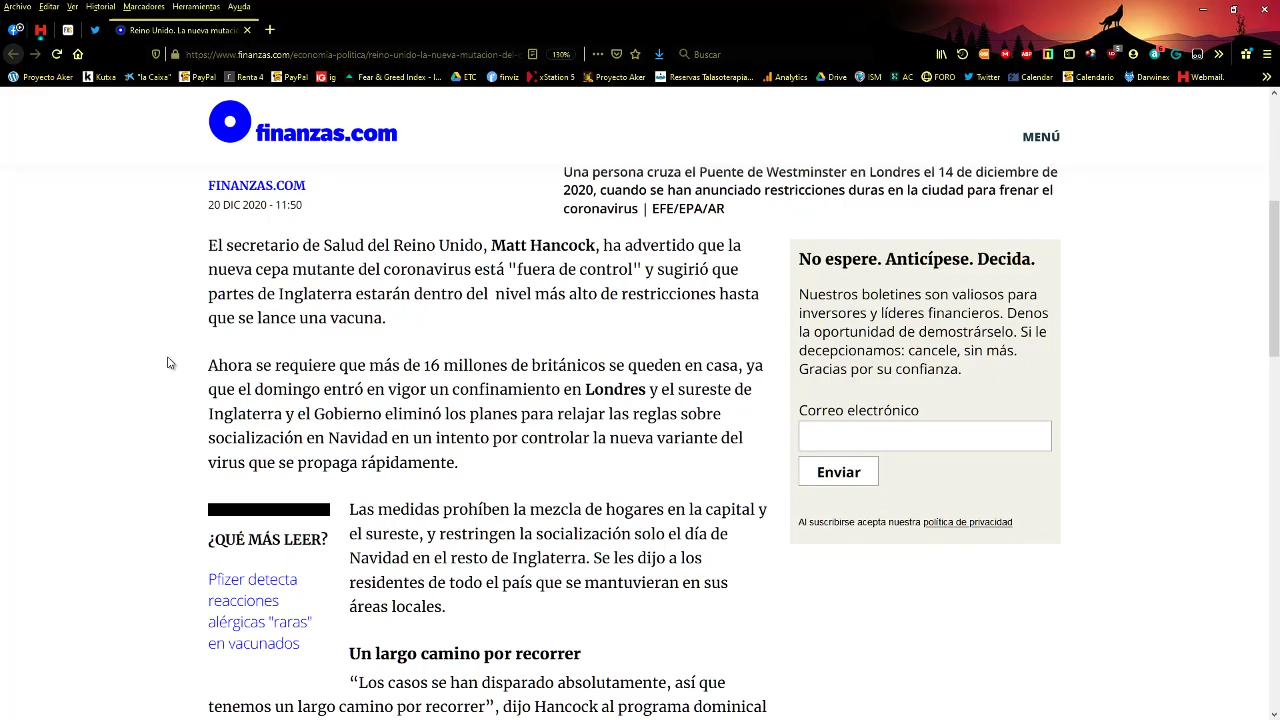 Archivo Editar Ver Historial Marcadores Herramientas Ayuda
Reino Unido. La nueva mutaci
https://www.finanzas.com/economia-politica/reino-unido-la-nueva-mutacion-del-
130%
Buscar
Proyecto Aker Kutxa "la Caixa" PayPal Renta 4 PayPal ig Fear & Greed Index - I... ETC finviz xStation 5 MKM Reservas Talasoterapia... Analytics Drive ISM AC FORO Twitter Calendar Calendario Darwinex Webmail.
finanzas.com
MENÚ
Una persona cruza el Puente de Westminster en Londres el 14 de diciembre de
2020, cuando se han anunciado restricciones duras en la ciudad para frenar el
coronavirus | EFE/EPA/AR
FINANZAS.COM
20 DIC 2020 - 11:50
El secretario de Salud del Reino Unido, Matt Hancock, ha advertido que la
nueva cepa mutante del coronavirus está "fuera de control" y sugirió que
partes de Inglaterra estarán dentro del nivel más alto de restricciones hasta
que se lance una vacuna.
Ahora se requiere que más de 16 millones de británicos se queden en casa, ya
que el domingo entró en vigor un confinamiento en Londres y el sureste de
Inglaterra y el Gobierno eliminó los planes para relajar las reglas sobre
socialización en Navidad en un intento por controlar la nueva variante del
virus que se propaga rápidamente.
¿QUÉ MÁS LEER?
Pfizer detecta
reacciones
alérgicas "raras"
en vacunados
Las medidas prohíben la mezcla de hogares en la capital y
el sureste, y restringen la socialización solo el día de
Navidad en el resto de Inglaterra. Se les dijo a los
residentes de todo el país que se mantuvieran en sus
áreas locales.
Un largo camino por recorrer
“Los casos se han disparado absolutamente, así que
tenemos un largo camino por recorrer”, dijo Hancock al programa dominical
No espere. Anticípese. Decida.
Nuestros boletines son valiosos para
inversores y líderes financieros. Denos
la oportunidad de demostrárselo. Si le
decepcionamos: cancele, sin más.
Gracias por su confianza.
Correo electrónico
Enviar
Al suscribirse acepta nuestra política de privacidad